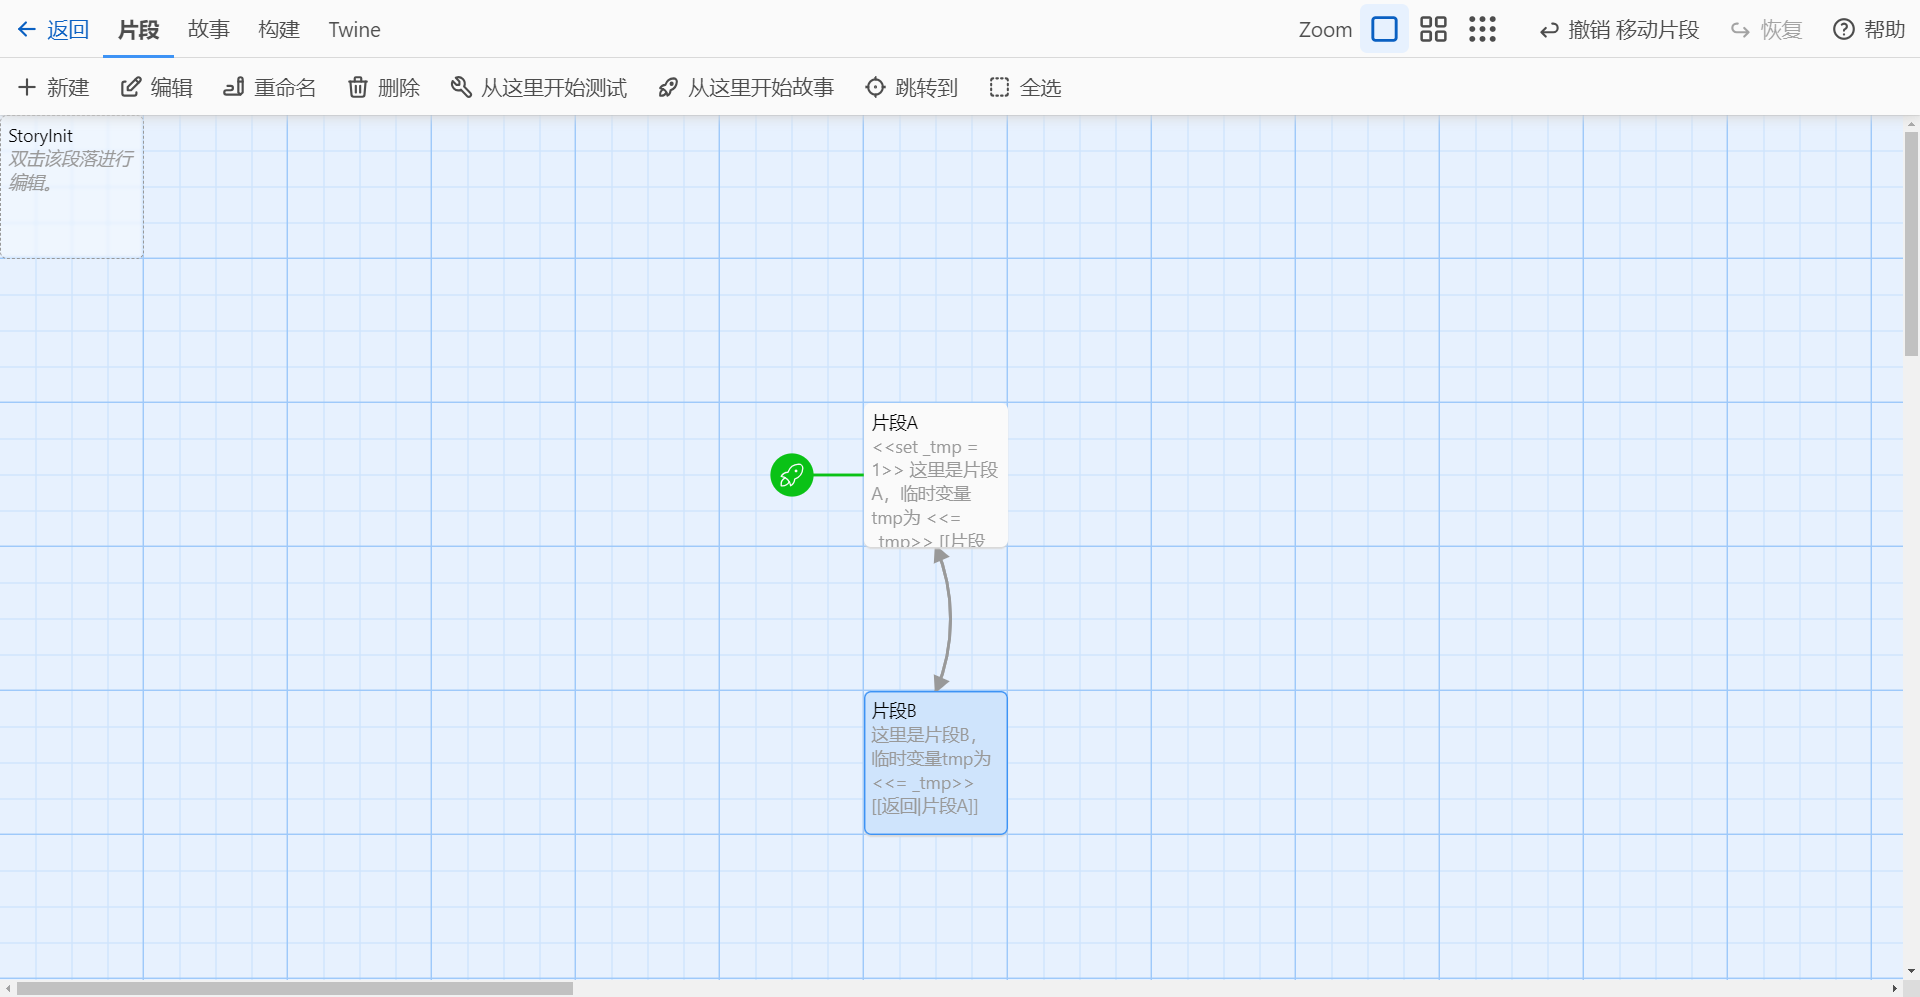 返回 片段 故事 构建 Twine Zoom 撤销 移动片段 恢复 帮助
新建 编辑 重命名 删除 从这里开始测试 从这里开始故事 跳转到 全选
StoryInit
双击该段落进行
编辑。
片段A
<<set _tmp =
1>> 这里是片段
A，临时变量
tmp为 <<=
_tmp>> [[片段
片段B
这里是片段B，
临时变量tmp为
<<= _tmp>>
[[返回|片段A]]